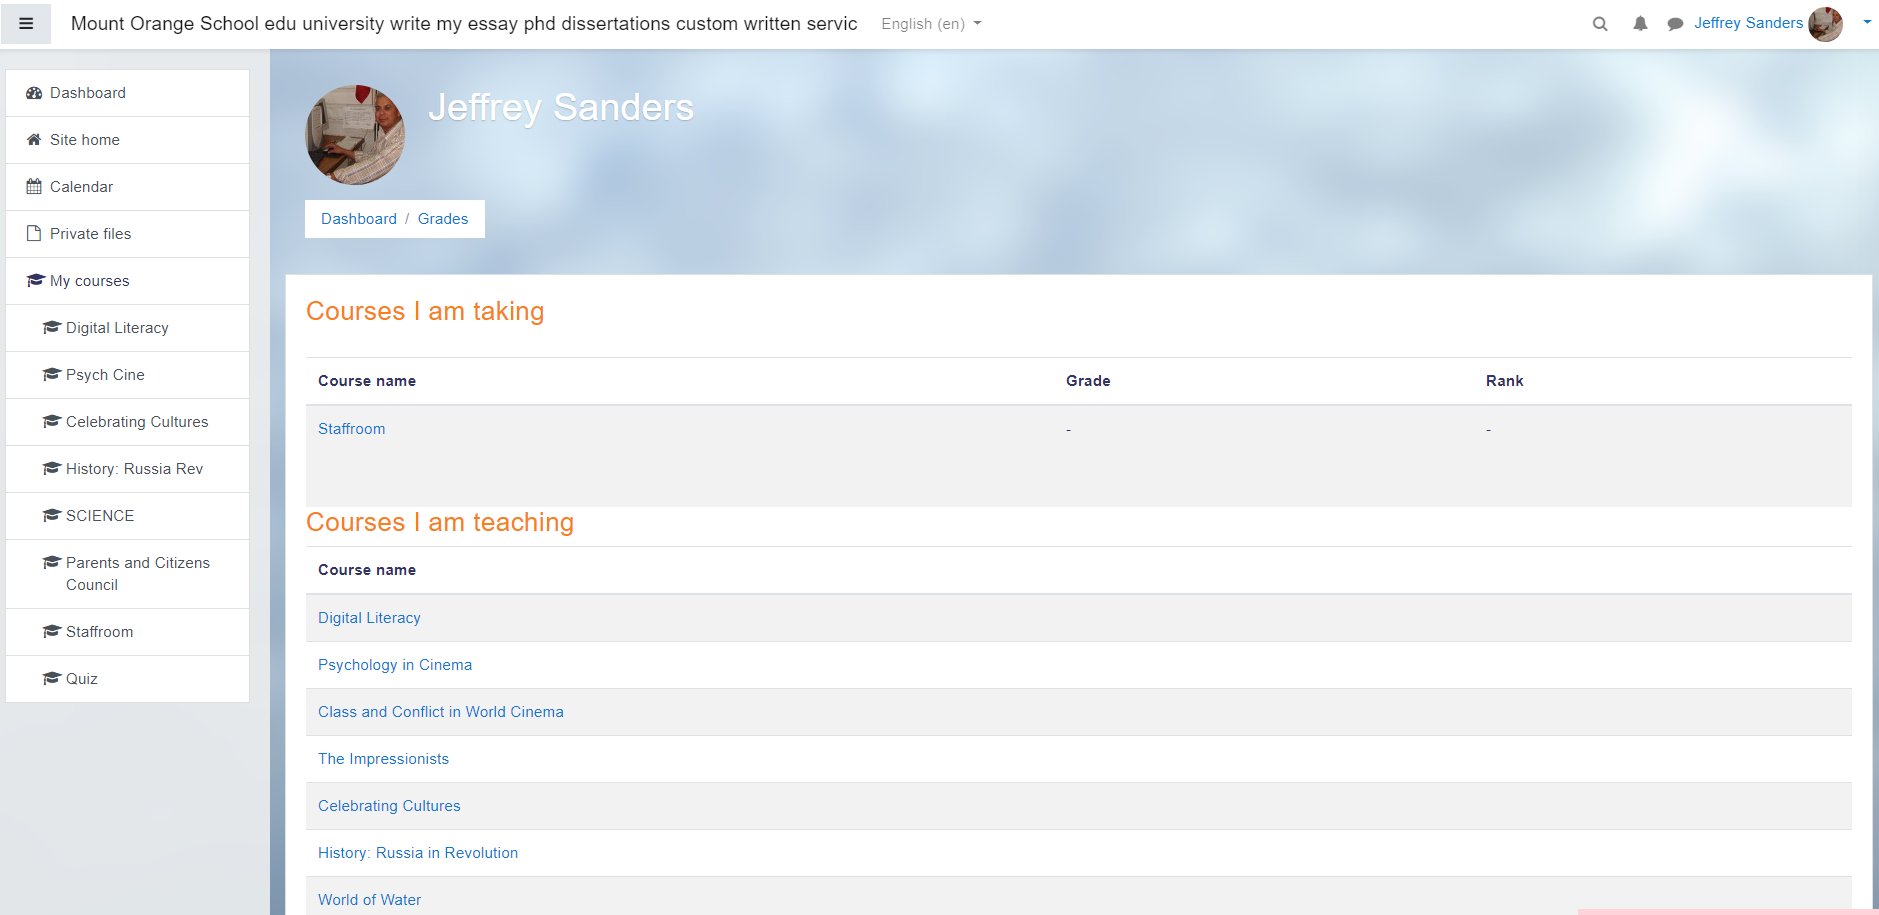 Mount Orange School edu university write my essay phd dissertations custom written servic
English (en)
Jeffrey Sanders
Dashboard
Site home
Calendar
Private files
My courses
Digital Literacy
Psych Cine
Celebrating Cultures
History: Russia Rev
SCIENCE
Parents and Citizens
Council
Staffroom
Quiz
Jeffrey Sanders
Dashboard / Grades
Courses I am taking
Course name Grade Rank
Staffroom - -
Courses I am teaching
Course name
Digital Literacy
Psychology in Cinema
Class and Conflict in World Cinema
The Impressionists
Celebrating Cultures
History: Russia in Revolution
World of Water